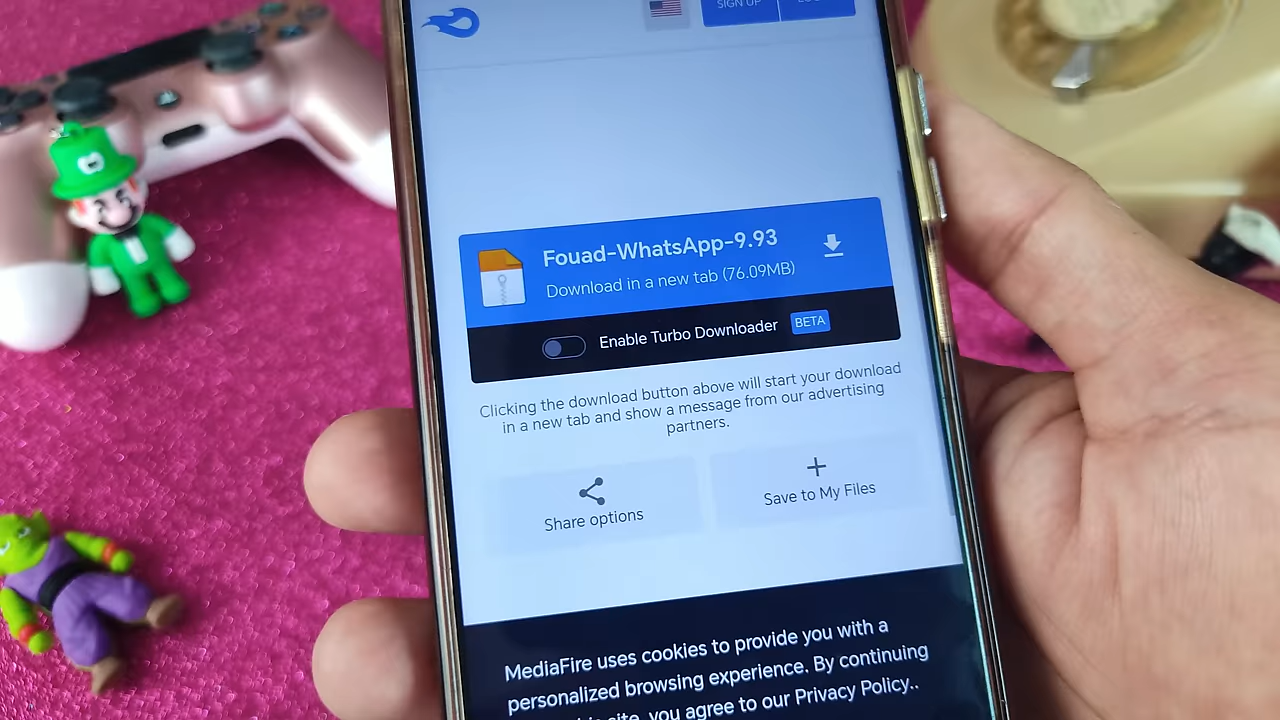 SIGN UP
Fouad-WhatsApp-9.93
Download in a new tab (76.09MB)
Enable Turbo Downloader BETA
Clicking the download button above will start your download
in a new tab and show a message from our advertising
partners.
Share options
Save to My Files
MediaFire uses cookies to provide you with a
personalized browsing experience. By continuing
site, you agree to our Privacy Policy..